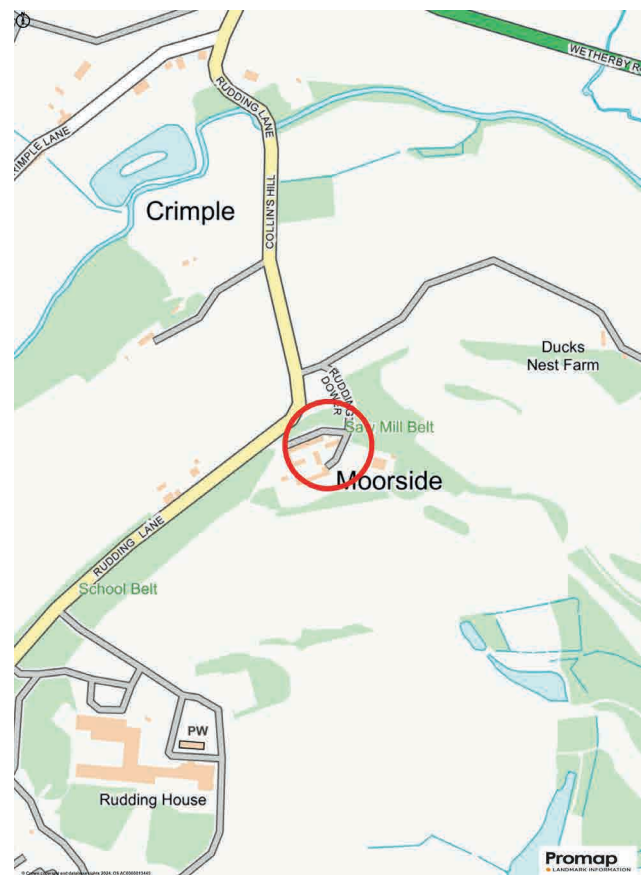 WETHERBY R
RUDDING LANE
RIMPLE LANE
Crimple
COLLIN'S HILL
Ducks
Nest Farm
RUDDING
DOWER
Saw Mill Belt
Moorside
RUDDING LANE
School Belt
PW
Rudding House
Promap
LANDMARK INFORMATION